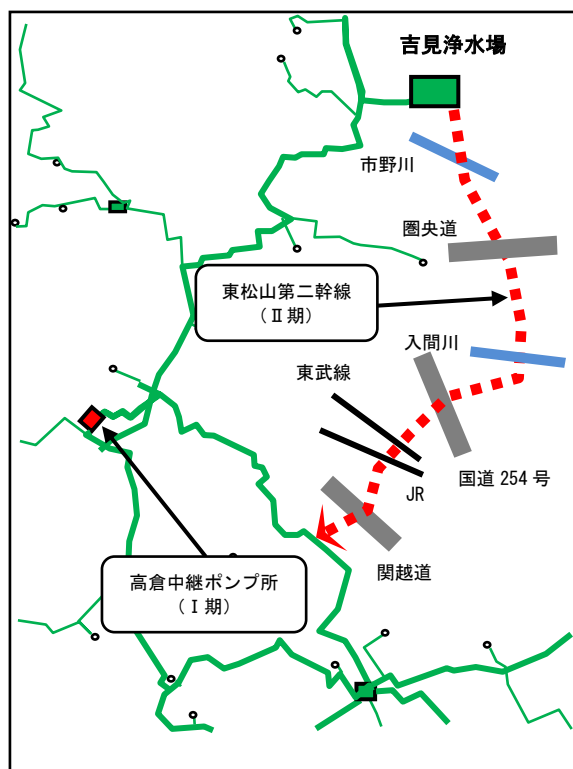 吉見浄水場
市野川
圏央道
東松山第二幹線
（Ⅱ期）
入間川
東武線
国道 254 号
JR
関越道
高倉中継ポンプ所
（Ⅰ期）